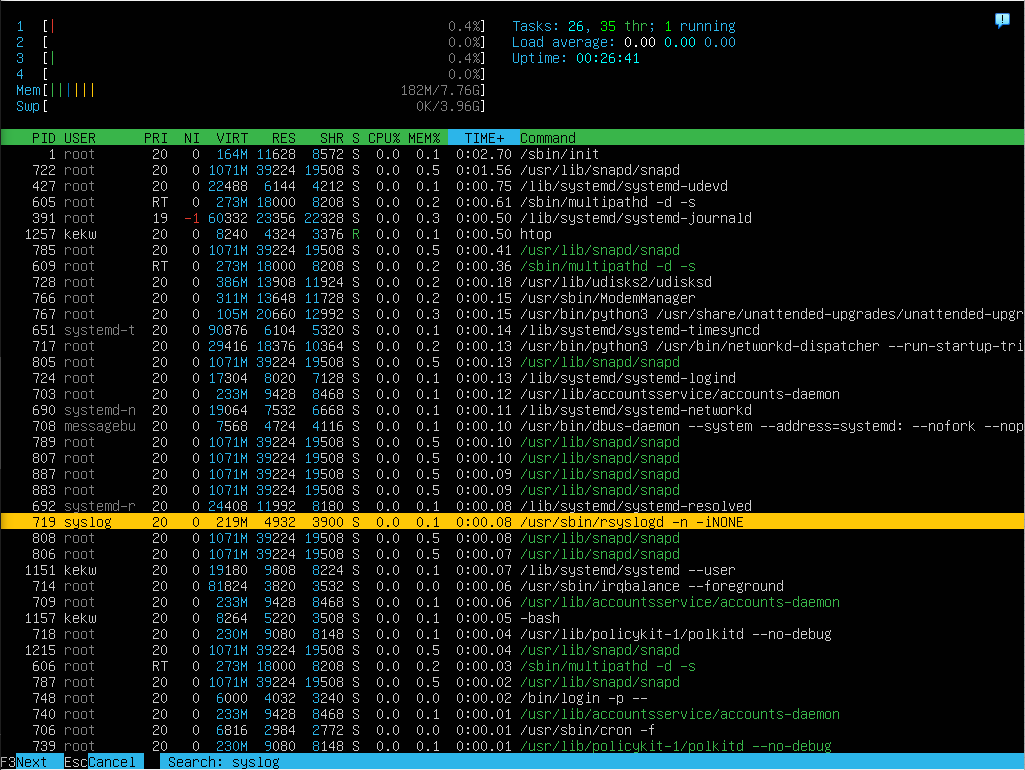 1 [| 0.4%] Tasks: 26, 35 thr; 1 running
2 [ 0.0%] Load average: 0.00 0.00 0.00
3 [| 0.4%] Uptime: 00:26:41
4 [ 0.0%]
Mem[|||||| 182M/7.76G]
Swp[ 0K/3.96G]
PID USER PRI NI VIRT RES SHR S CPU% MEM% TIME+ Command
1 root 20 0 164M 11628 8572 S 0.0 0.1 0:02.70 /sbin/init
722 root 20 0 1071M 39224 19508 S 0.0 0.5 0:01.56 /usr/lib/snapd/snapd
427 root 20 0 22488 6144 4212 S 0.0 0.1 0:00.75 /lib/systemd/systemd-udevd
605 root RT 0 273M 18000 8208 S 0.0 0.2 0:00.61 /sbin/multipathd -d -s
391 root 19 -1 60332 23356 22328 S 0.0 0.3 0:00.50 /lib/systemd/systemd-journald
1257 kekw 20 0 8240 4324 3376 R 0.0 0.1 0:00.50 htop
785 root 20 0 1071M 39224 19508 S 0.0 0.5 0:00.41 /usr/lib/snapd/snapd
609 root RT 0 273M 18000 8208 S 0.0 0.2 0:00.36 /sbin/multipathd -d -s
728 root 20 0 386M 13908 11924 S 0.0 0.2 0:00.18 /usr/lib/udisks2/udisksd
766 root 20 0 311M 13648 11728 S 0.0 0.2 0:00.15 /usr/sbin/ModemManager
767 root 20 0 105M 20660 12992 S 0.0 0.3 0:00.15 /usr/bin/python3 /usr/share/unattended-upgrades/unattended-upgr
651 systemd-t 20 0 90876 6104 5320 S 0.0 0.1 0:00.14 /lib/systemd/systemd-timesyncd
717 root 20 0 29416 18376 10364 S 0.0 0.2 0:00.13 /usr/bin/python3 /usr/bin/networkd-dispatcher --run-startup-tri
805 root 20 0 1071M 39224 19508 S 0.0 0.5 0:00.13 /usr/lib/snapd/snapd
724 root 20 0 17304 8020 7128 S 0.0 0.1 0:00.13 /lib/systemd/systemd-logind
703 root 20 0 233M 9428 8468 S 0.0 0.1 0:00.12 /usr/lib/accountsservice/accounts-daemon
690 systemd-n 20 0 19064 7532 6668 S 0.0 0.1 0:00.11 /lib/systemd/systemd-networkd
708 messagebu 20 0 7568 4724 4116 S 0.0 0.1 0:00.10 /usr/bin/dbus-daemon --system --address=systemd: --nofork --nop
789 root 20 0 1071M 39224 19508 S 0.0 0.5 0:00.10 /usr/lib/snapd/snapd
807 root 20 0 1071M 39224 19508 S 0.0 0.5 0:00.10 /usr/lib/snapd/snapd
887 root 20 0 1071M 39224 19508 S 0.0 0.5 0:00.09 /usr/lib/snapd/snapd
883 root 20 0 1071M 39224 19508 S 0.0 0.5 0:00.09 /usr/lib/snapd/snapd
692 systemd-r 20 0 24408 11992 8180 S 0.0 0.1 0:00.08 /lib/systemd/systemd-resolved
719 syslog 20 0 219M 4932 3900 S 0.0 0.1 0:00.08 /usr/sbin/rsyslogd -n -iNONE
808 root 20 0 1071M 39224 19508 S 0.0 0.5 0:00.08 /usr/lib/snapd/snapd
806 root 20 0 1071M 39224 19508 S 0.0 0.5 0:00.07 /usr/lib/snapd/snapd
1151 kekw 20 0 19180 9808 8224 S 0.0 0.1 0:00.07 /lib/systemd/systemd --user
714 root 20 0 81824 3820 3532 S 0.0 0.0 0:00.06 /usr/sbin/irqbalance --foreground
709 root 20 0 233M 9428 8468 S 0.0 0.1 0:00.06 /usr/lib/accountsservice/accounts-daemon
1157 kekw 20 0 8264 5220 3508 S 0.0 0.1 0:00.05 -bash
718 root 20 0 230M 9080 8148 S 0.0 0.1 0:00.04 /usr/lib/policykit-1/polkitd --no-debug
1215 root 20 0 1071M 39224 19508 S 0.0 0.5 0:00.04 /usr/lib/snapd/snapd
606 root RT 0 273M 18000 8208 S 0.0 0.2 0:00.03 /sbin/multipathd -d -s
787 root 20 0 1071M 39224 19508 S 0.0 0.5 0:00.02 /usr/lib/snapd/snapd
748 root 20 0 6000 4032 3240 S 0.0 0.0 0:00.02 /bin/login -p --
740 root 20 0 233M 9428 8468 S 0.0 0.1 0:00.01 /usr/lib/accountsservice/accounts-daemon
706 root 20 0 6816 2984 2772 S 0.0 0.0 0:00.01 /usr/sbin/cron -f
739 root 20 0 230M 9080 8148 S 0.0 0.1 0:00.01 /usr/lib/policykit-1/polkitd --no-debug
F3Next EscCancel Search: syslog